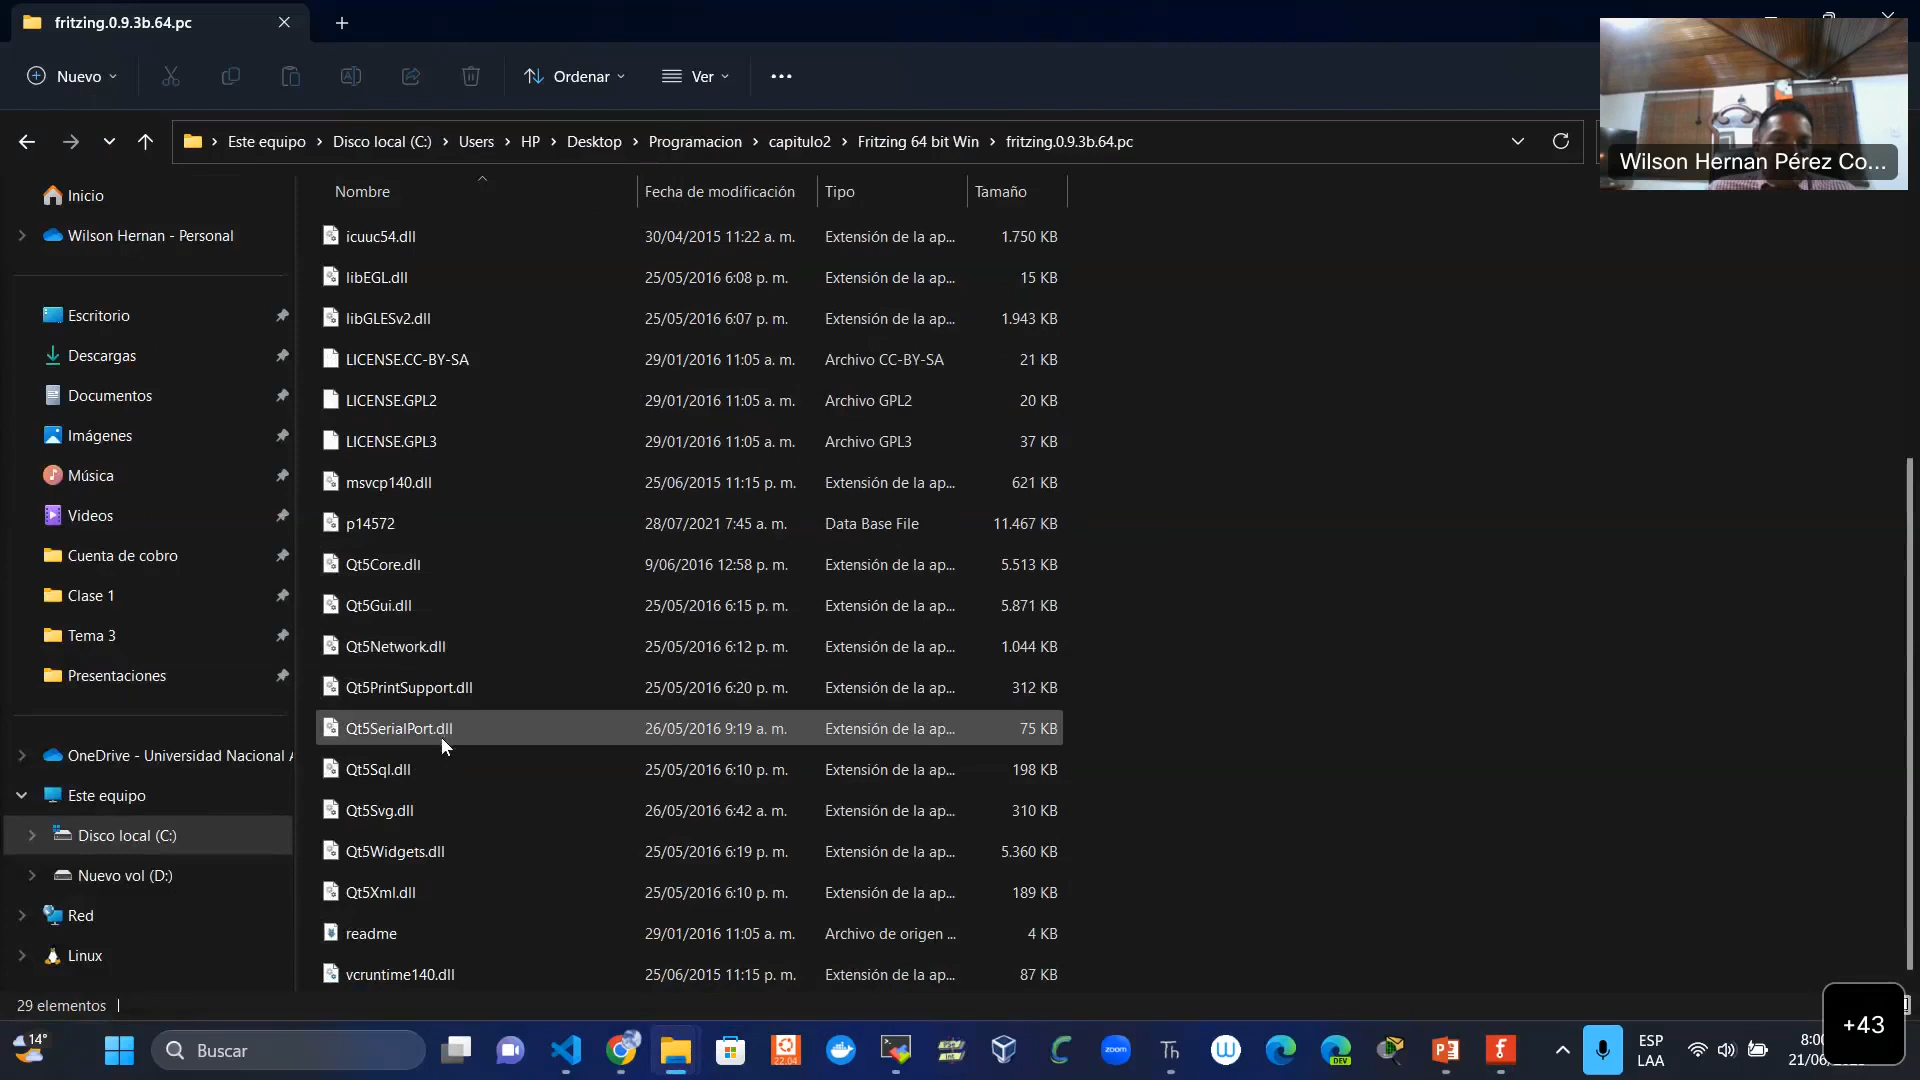 fritzing.0.9.3b.64.pc
Nuevo
Ordenar
Ver
Este equipo > Disco local (C:) > Users > HP > Desktop > Programacion > capitulo2 > Fritzing 64 bit Win > fritzing.0.9.3b.64.pc
Wilson Hernan Pérez Co...
Inicio
Wilson Hernan - Personal
Escritorio
Descargas
Documentos
Imágenes
Música
Videos
Cuenta de cobro
Clase 1
Tema 3
Presentaciones
OneDrive - Universidad Nacional
Este equipo
Disco local (C:)
Nuevo vol (D:)
Red
Linux
Nombre Fecha de modificación Tipo Tamaño
icuuc54.dll 30/04/2015 11:22 a. m. Extensión de la ap... 1.750 KB
libEGL.dll 25/05/2016 6:08 p. m. Extensión de la ap... 15 KB
libGLESv2.dll 25/05/2016 6:07 p. m. Extensión de la ap... 1.943 KB
LICENSE.CC-BY-SA 29/01/2016 11:05 a. m. Archivo CC-BY-SA 21 KB
LICENSE.GPL2 29/01/2016 11:05 a. m. Archivo GPL2 20 KB
LICENSE.GPL3 29/01/2016 11:05 a. m. Archivo GPL3 37 KB
msvcp140.dll 25/06/2015 11:15 p. m. Extensión de la ap... 621 KB
p14572 28/07/2021 7:45 a. m. Data Base File 11.467 KB
Qt5Core.dll 9/06/2016 12:58 p. m. Extensión de la ap... 5.513 KB
Qt5Gui.dll 25/05/2016 6:15 p. m. Extensión de la ap... 5.871 KB
Qt5Network.dll 25/05/2016 6:12 p. m. Extensión de la ap... 1.044 KB
Qt5PrintSupport.dll 25/05/2016 6:20 p. m. Extensión de la ap... 312 KB
Qt5SerialPort.dll 26/05/2016 9:19 a. m. Extensión de la ap... 75 KB
Qt5Sql.dll 25/05/2016 6:10 p. m. Extensión de la ap... 198 KB
Qt5Svg.dll 26/05/2016 6:42 a. m. Extensión de la ap... 310 KB
Qt5Widgets.dll 25/05/2016 6:19 p. m. Extensión de la ap... 5.360 KB
Qt5Xml.dll 25/05/2016 6:10 p. m. Extensión de la ap... 189 KB
readme 29/01/2016 11:05 a. m. Archivo de origen ... 4 KB
vcruntime140.dll 25/06/2015 11:15 p. m. Extensión de la ap... 87 KB
29 elementos
+43
14°
Buscar
22.04
zoom
DEV
Th
ESP
LAA